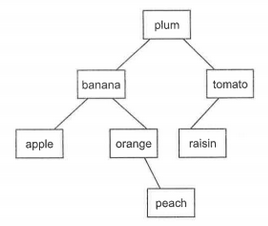 plum
banana
tomato
apple
orange
raisin
peach